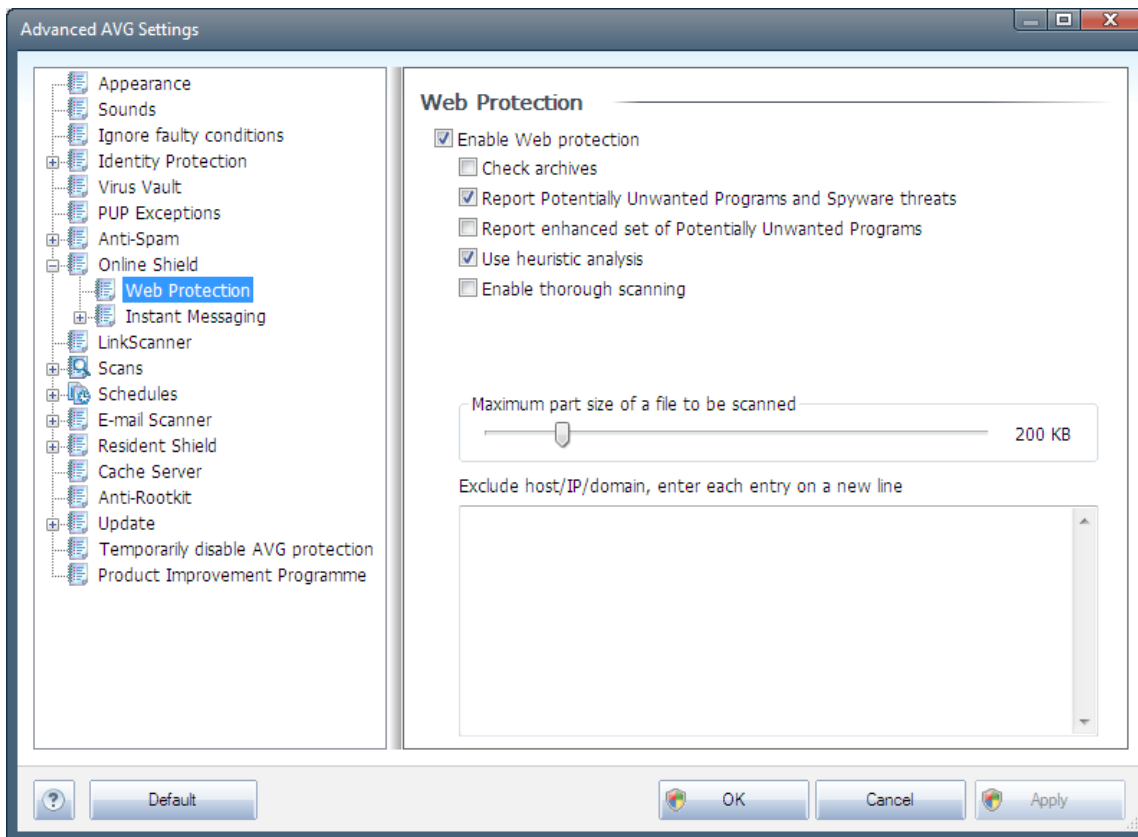 Advanced AVG Settings
Appearance
Sounds
Ignore faulty conditions
Identity Protection
Virus Vault
PUP Exceptions
Anti-Spam
Online Shield
Web Protection
Instant Messaging
LinkScanner
Scans
Schedules
E-mail Scanner
Resident Shield
Cache Server
Anti-Rootkit
Update
Temporarily disable AVG protection
Product Improvement Programme
Web Protection
Enable Web protection
Check archives
Report Potentially Unwanted Programs and Spyware threats
Report enhanced set of Potentially Unwanted Programs
Use heuristic analysis
Enable thorough scanning
Maximum part size of a file to be scanned
200 KB
Exclude host/IP/domain, enter each entry on a new line
? Default OK Cancel Apply